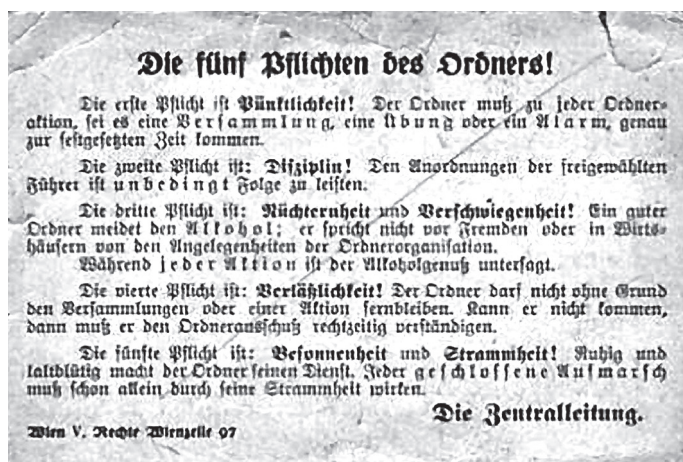 Die fünf Pflichten des Ordners!
Die erste Pflicht ist Pünktlichkeit! Der Ordner muß zu jeder Ordner-
aktion, sei es eine Versammlung, eine Übung oder ein Alarm, genau
zur festgesetzten Zeit kommen.
Die zweite Pflicht ist: Disziplin! Den Anordnungen der freigewählten
Führer ist unbedingt Folge zu leisten.
Die dritte Pflicht ist: Nüchternheit und Verschwiegenheit! Ein guter
Ordner meidet den Alkohol; er spricht nicht vor Fremden oder in Wirts-
häusern von den Angelegenheiten der Ordnerorganisation.
Während jeder Aktion ist der Alkoholgenuß untersagt.
Die vierte Pflicht ist: Verläßlichkeit! Der Ordner darf nicht ohne Grund
den Versammlungen oder einer Aktion fernbleiben. Kann er nicht kommen,
dann muß er den Ordnerausschuß rechtzeitig verständigen.
Die fünfte Pflicht ist: Besonnenheit und Strammheit! Ruhig und
kaltblütig macht der Ordner seinen Dienst. Jeder geschlossene Aufmarsch
muß schon allein durch seine Strammheit wirken.
Die Zentralleitung.
Wien V. Rechte Wienzeile 97